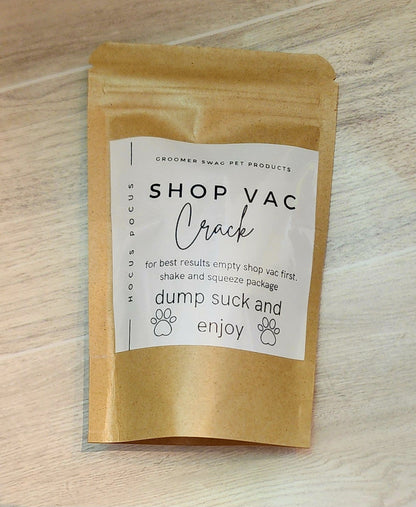 GROOMER SWAG PET PRODUCTS
HOCUS POCUS
SHOP VAC
Crack
for best results empty shop vac first.
shake and squeeze package
dump suck and
enjoy